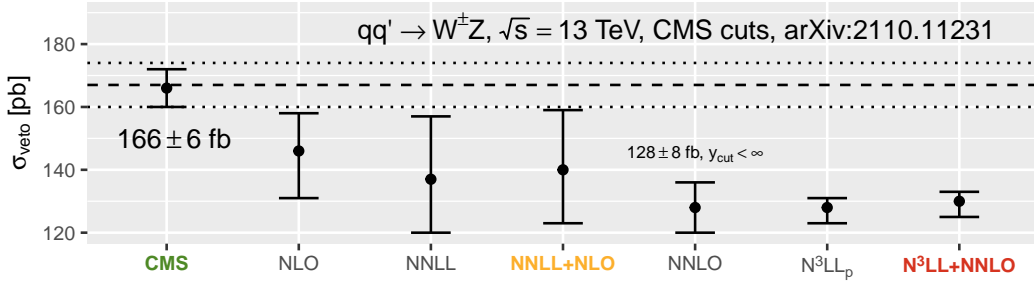 qq' → W±Z, √s = 13 TeV, CMS cuts, arXiv:2110.11231
σveto [pb]
180
160
140
120
166 ± 6 fb
128 ± 8 fb, ycut < ∞
CMS
NLO
NNLL
NNLL+NLO
NNLO
N³LLp
N³LL+NNLO